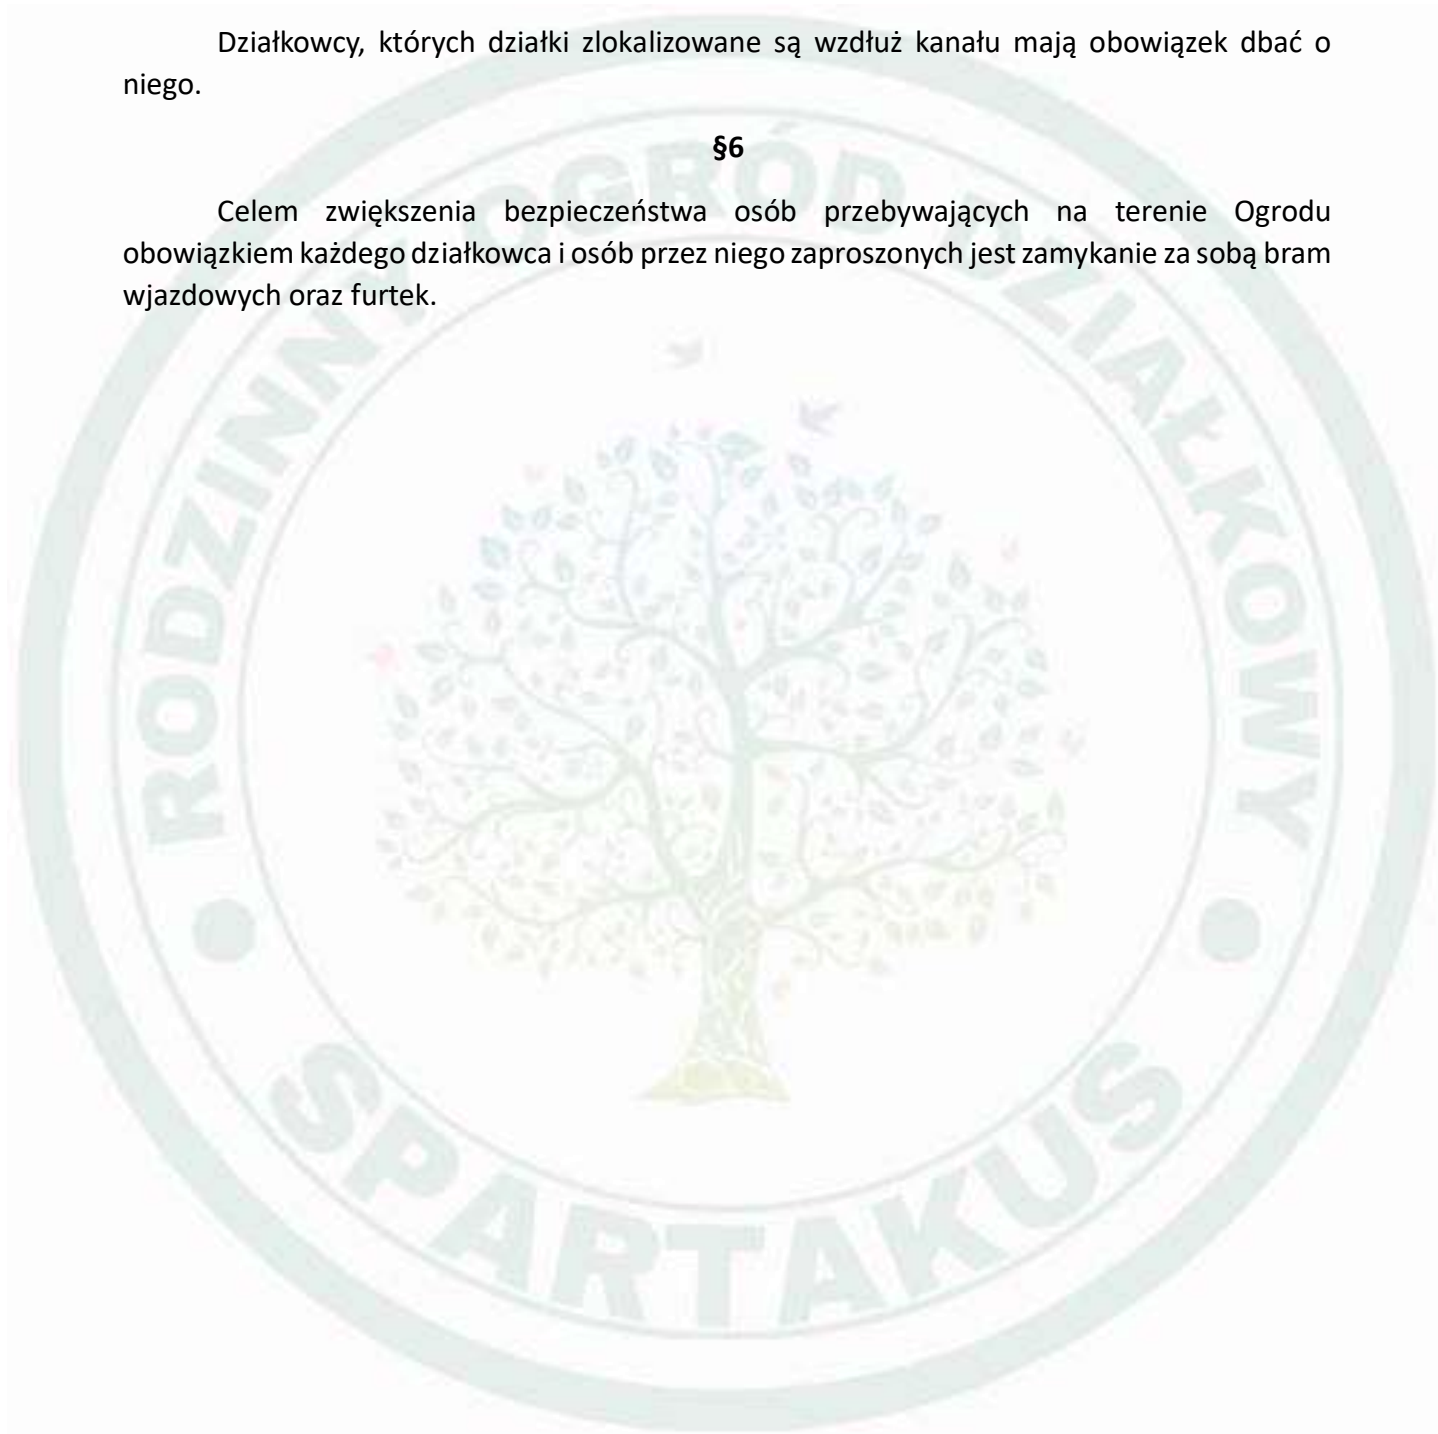 Działkowcy, których działki zlokalizowane są wzdłuż kanału mają obowiązek dbać o
niego.
§6
Celem zwiększenia bezpieczeństwa osób przebywających na terenie Ogrodu
obowiązkiem każdego działkowca i osób przez niego zaproszonych jest zamykanie za sobą bram
wjazdowych oraz furtek.
RODZINNY OGRÓD DZIAŁKOWY
SPARTAKUS